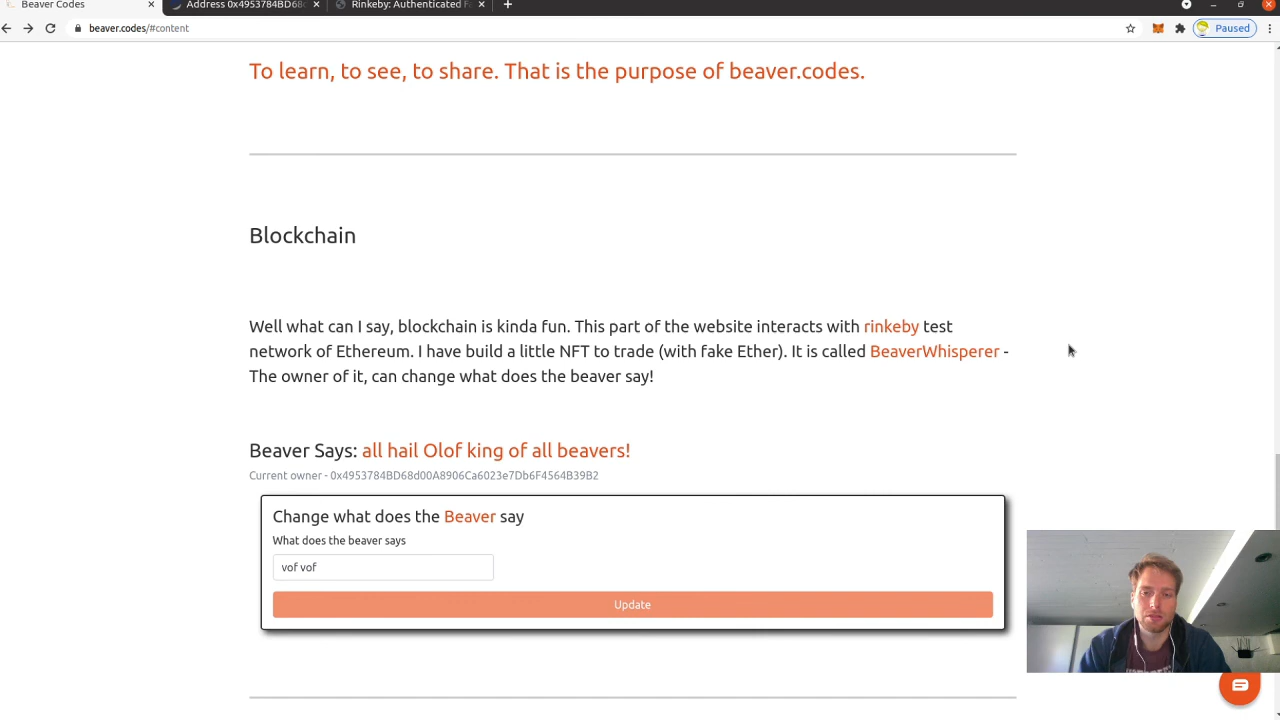 Beaver Codes
Address 0x4953784BD68
Rinkeby: Authenticated
beaver.codes/#content
Paused
To learn, to see, to share. That is the purpose of beaver.codes.
Blockchain
Well what can I say, blockchain is kinda fun. This part of the website interacts with rinkeby test
network of Ethereum. I have build a little NFT to trade (with fake Ether). It is called BeaverWhisperer -
The owner of it, can change what does the beaver say!
Beaver Says: all hail Olof king of all beavers!
Current owner - 0x4953784BD68d00A8906Ca6023e7Db6F4564B39B2
Change what does the Beaver say
What does the beaver says
vof vof
Update